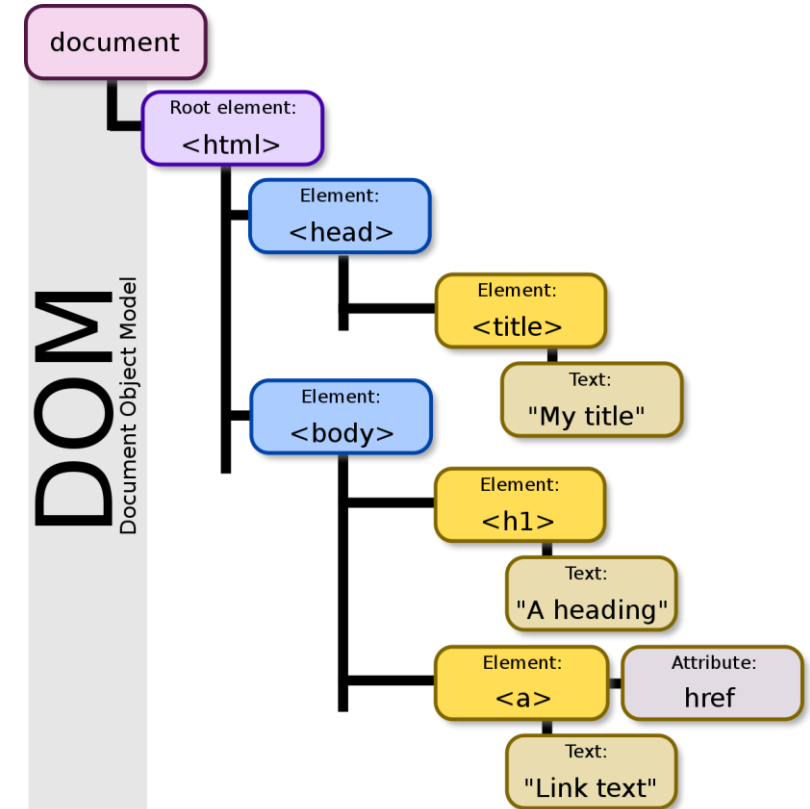 document
Root element:
<html>
Element:
<head>
Element:
<title>
Text:
"My title"
Element:
<body>
Element:
<h1>
Text:
"A heading"
Element:
<a>
Attribute:
href
Text:
"Link text"
DOM
Document Object Model